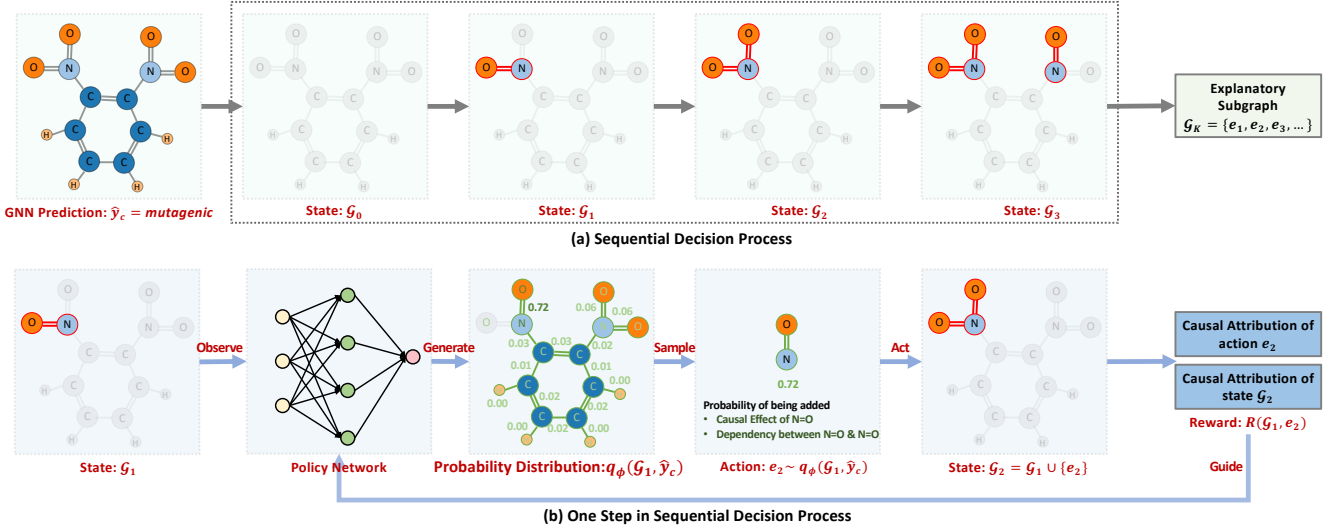 O
O
O
N
N
O
C
C
C
C
H
H
C
C
H
H
GNN Prediction: ŷ_c = mutagenic
O
O
O
N
N
O
C
C
C
C
H
H
C
C
H
H
State: 𝒢_0
O
O
O
N
N
O
C
C
C
C
H
H
C
C
H
H
State: 𝒢_1
O
O
O
N
N
O
C
C
C
C
H
H
C
C
H
H
State: 𝒢_2
O
O
O
N
N
O
C
C
C
C
H
H
C
C
H
H
State: 𝒢_3
Explanatory
Subgraph
𝒢_K = {e_1, e_2, e_3, …}
(a) Sequential Decision Process
O
O
O
N
N
O
C
C
C
C
H
H
C
C
H
H
State: 𝒢_1
Observe
Policy Network
Generate
O
O
0.72
0.06
0.06
O
N
N
O
0.03
0.03
0.02
C
C
0.01
0.01
C
C
0.00
0.00
0.02
0.02
C
C
0.00
0.02
0.00
Probability Distribution: q_ϕ(𝒢_1, ŷ_c)
Sample
O
N
0.72
Probability of being added
• Causal Effect of N=O
• Dependency between N=O & N=O
Action: e_2 ~ q_ϕ(𝒢_1, ŷ_c)
Act
O
O
O
N
N
O
C
C
C
C
H
H
C
C
H
H
State: 𝒢_2 = 𝒢_1 ∪ {e_2}
Causal Attribution of
action e_2
Causal Attribution of
state 𝒢_2
Reward: R(𝒢_1, e_2)
Guide
(b) One Step in Sequential Decision Process